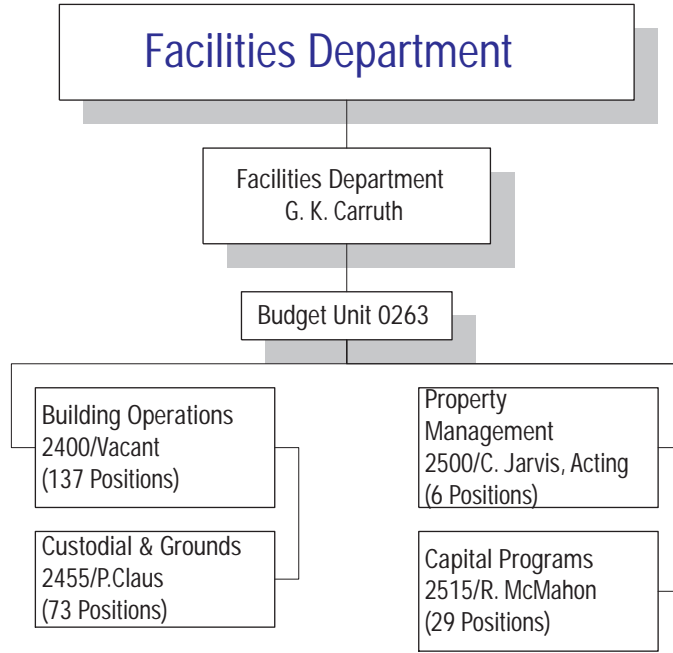 Facilities Department
Facilities Department
G. K. Carruth
Budget Unit 0263
Building Operations
2400/Vacant
(137 Positions)
Custodial & Grounds
2455/P.Claus
(73 Positions)
Property
Management
2500/C. Jarvis, Acting
(6 Positions)
Capital Programs
2515/R. McMahon
(29 Positions)